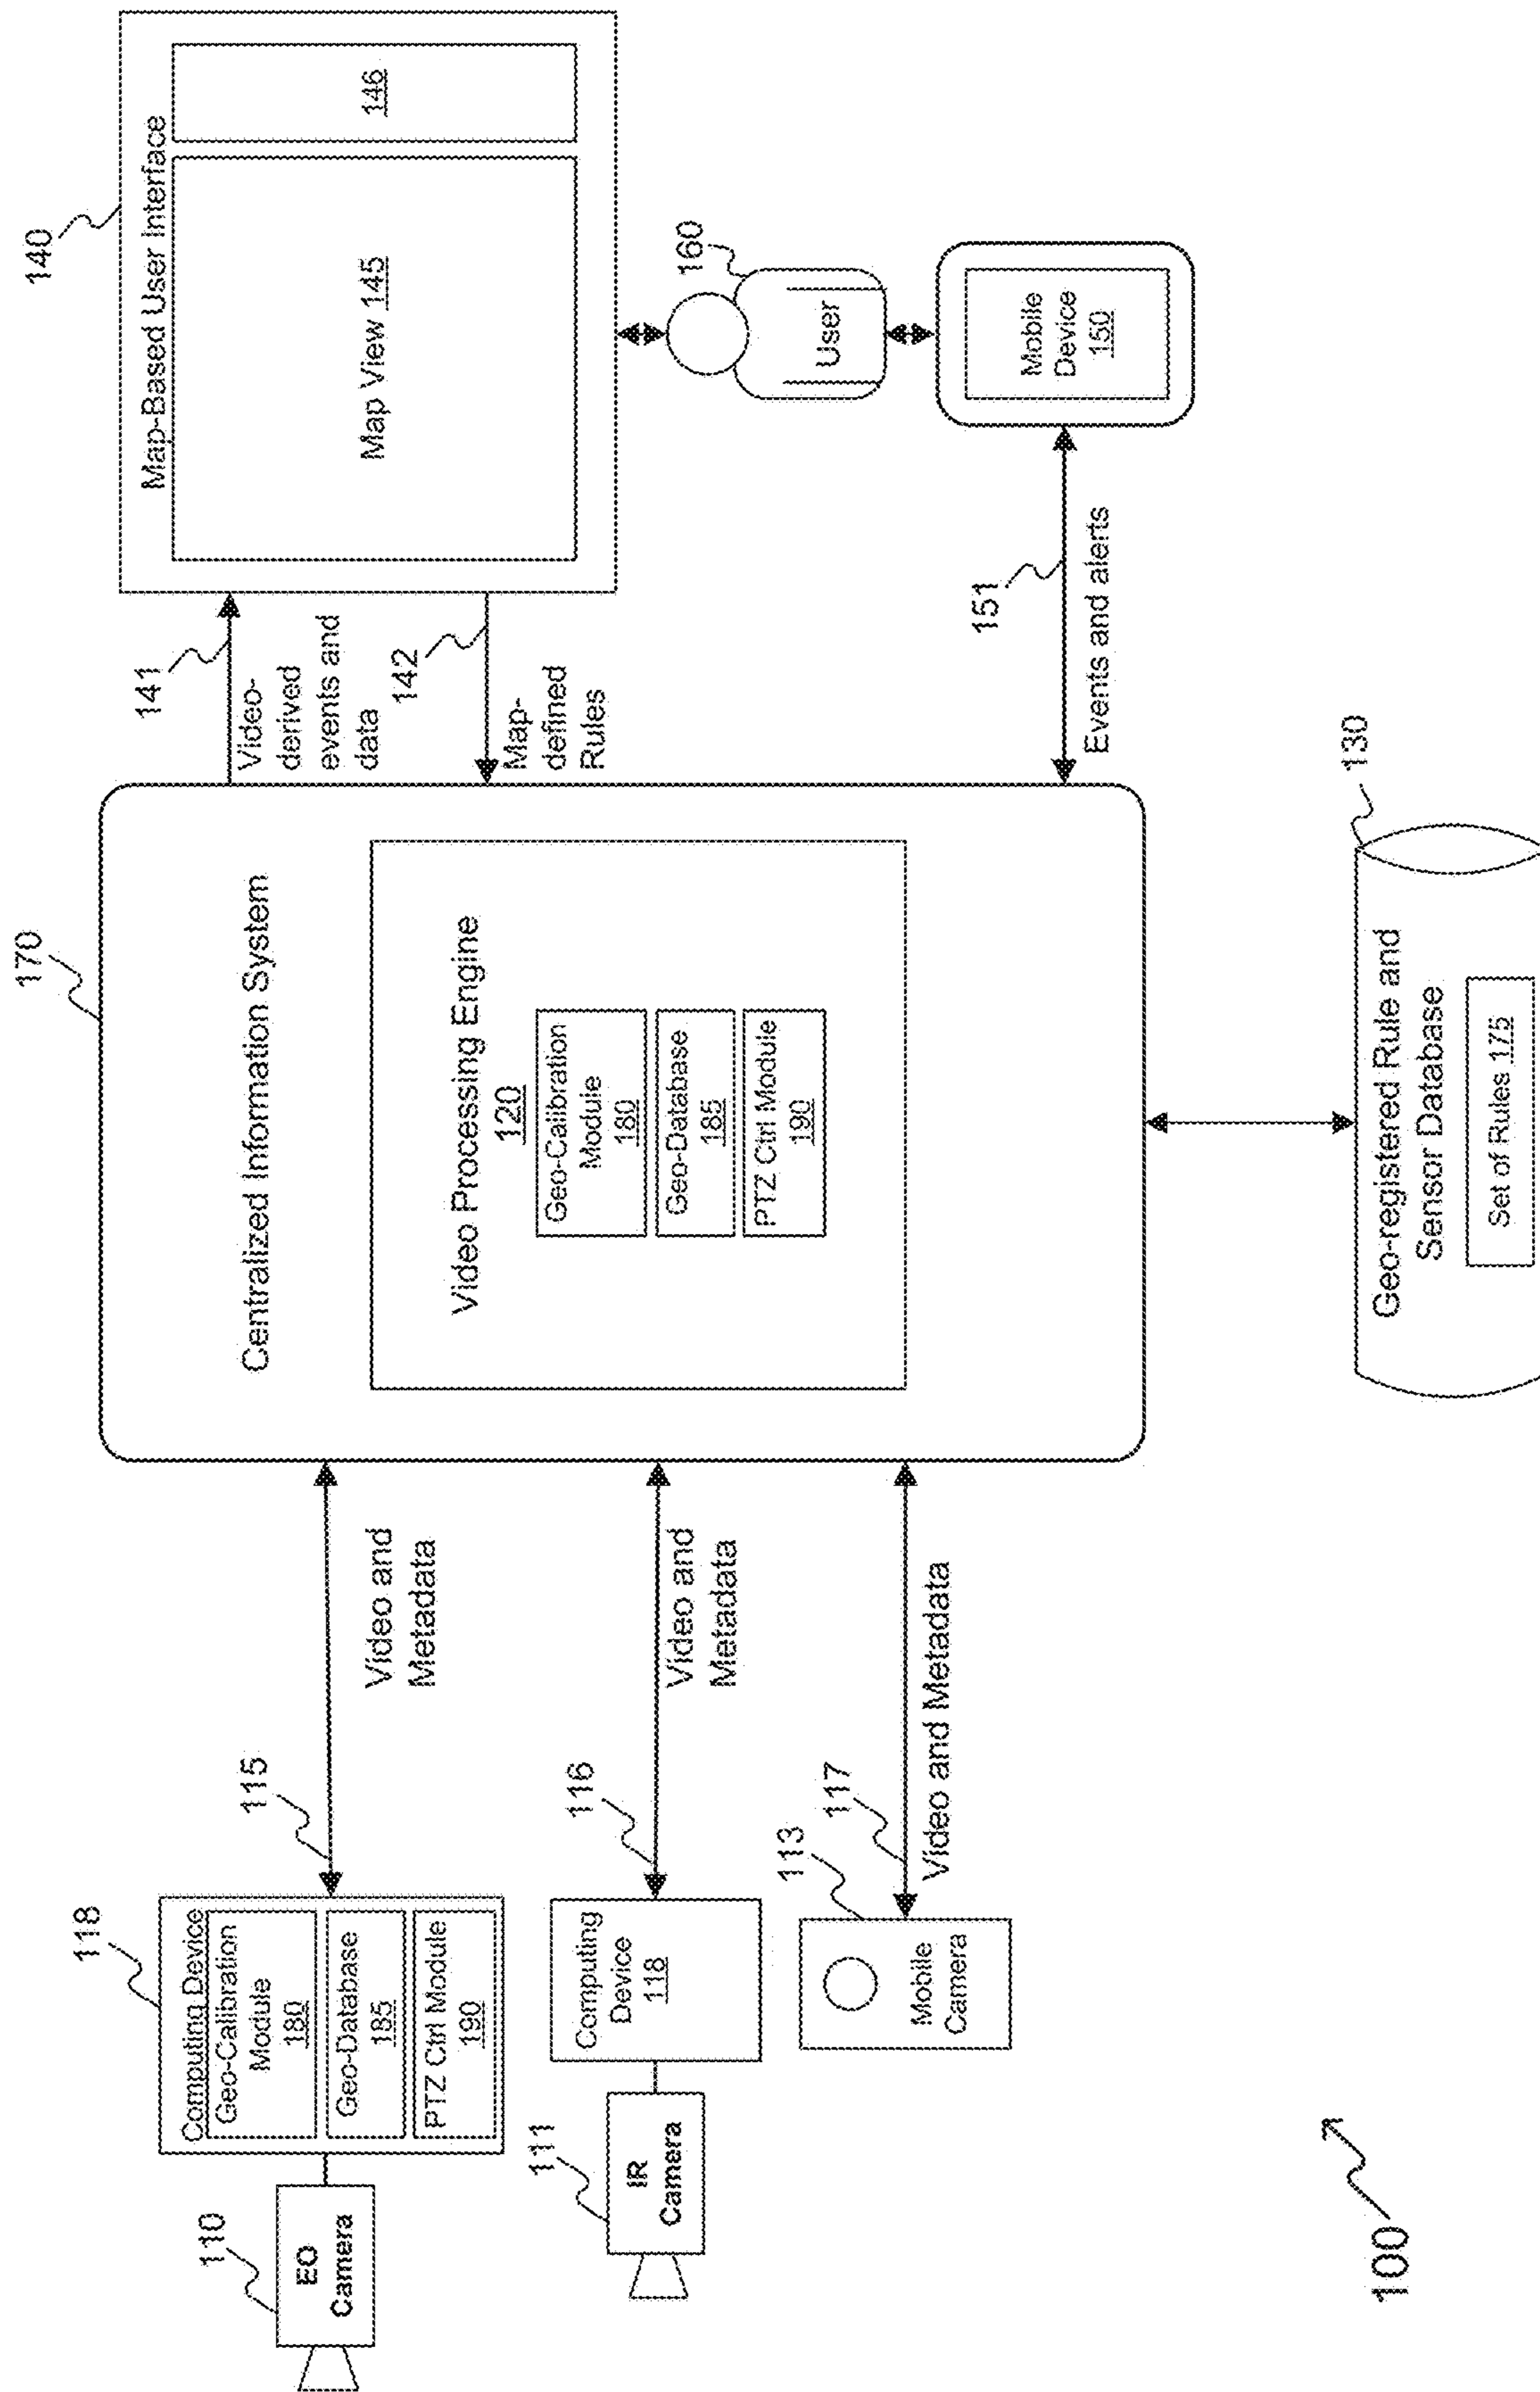 110
EO
Camera
118
Computing Device
Geo-Calibration
Module
180
Geo-Database
185
PTZ Ctrl Module
190
115
Video and
Metadata
111
IR
Camera
Computing
Device
118
116
Video and
Metadata
113
Mobile
Camera
117
Video and Metadata
170
Centralized Information System
Video Processing Engine
120
Geo-Calibration
Module
180
Geo-Database
185
PTZ Ctrl Module
190
141
Video-
derived
events and
data
142
Map-
defined
Rules
140
Map-Based User Interface
Map View 145
146
160
User
Mobile
Device
150
151
Events and alerts
130
Geo-registered Rule and
Sensor Database
Set of Rules 175
100